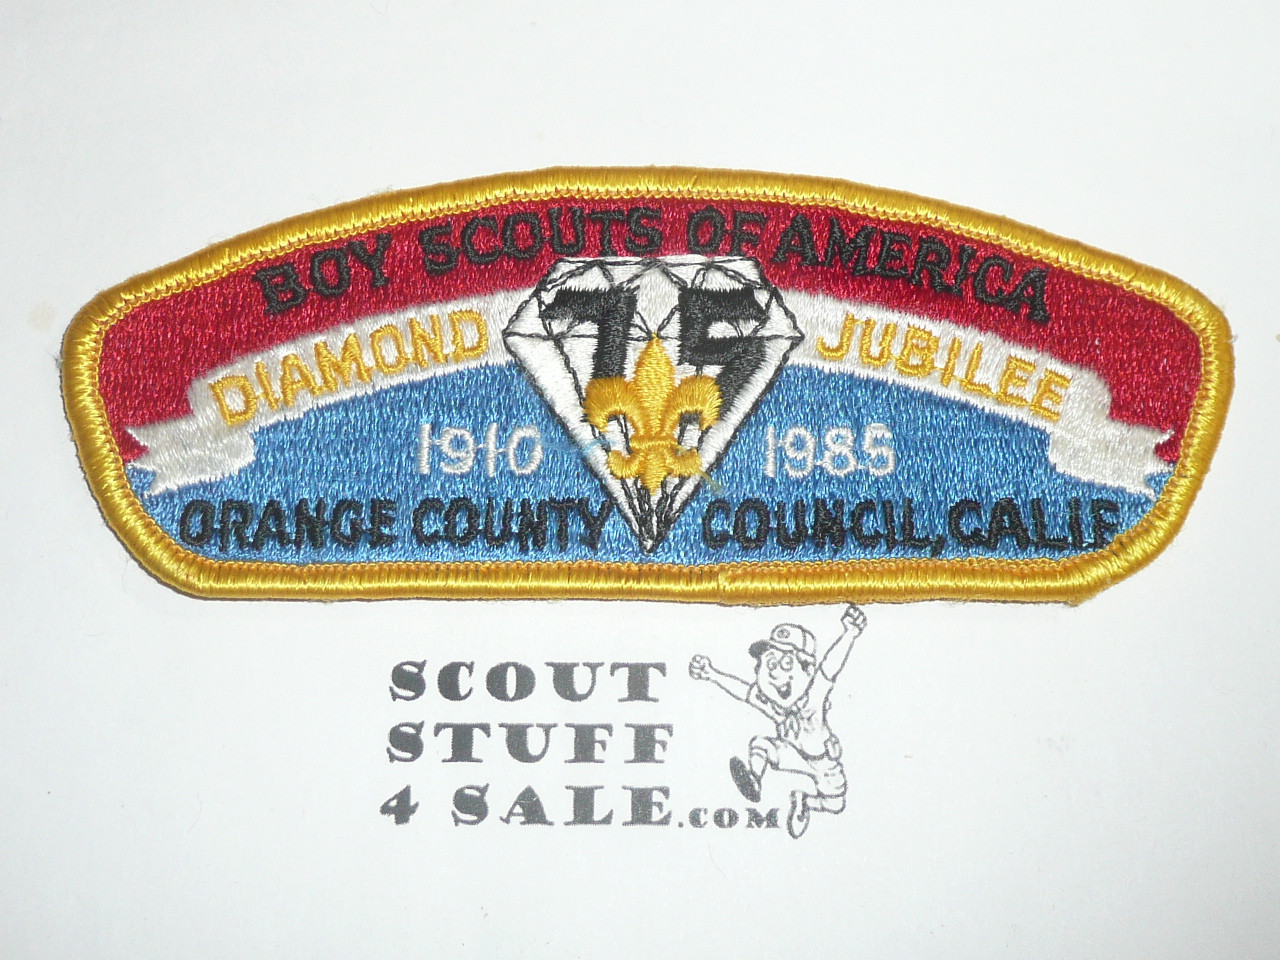 BOY SCOUTS OF AMERICA
DIAMOND 75 JUBILEE
1910 1985
ORANGE COUNTY COUNCIL, CALIF
SCOUT
STUFF
4 SALE.COM